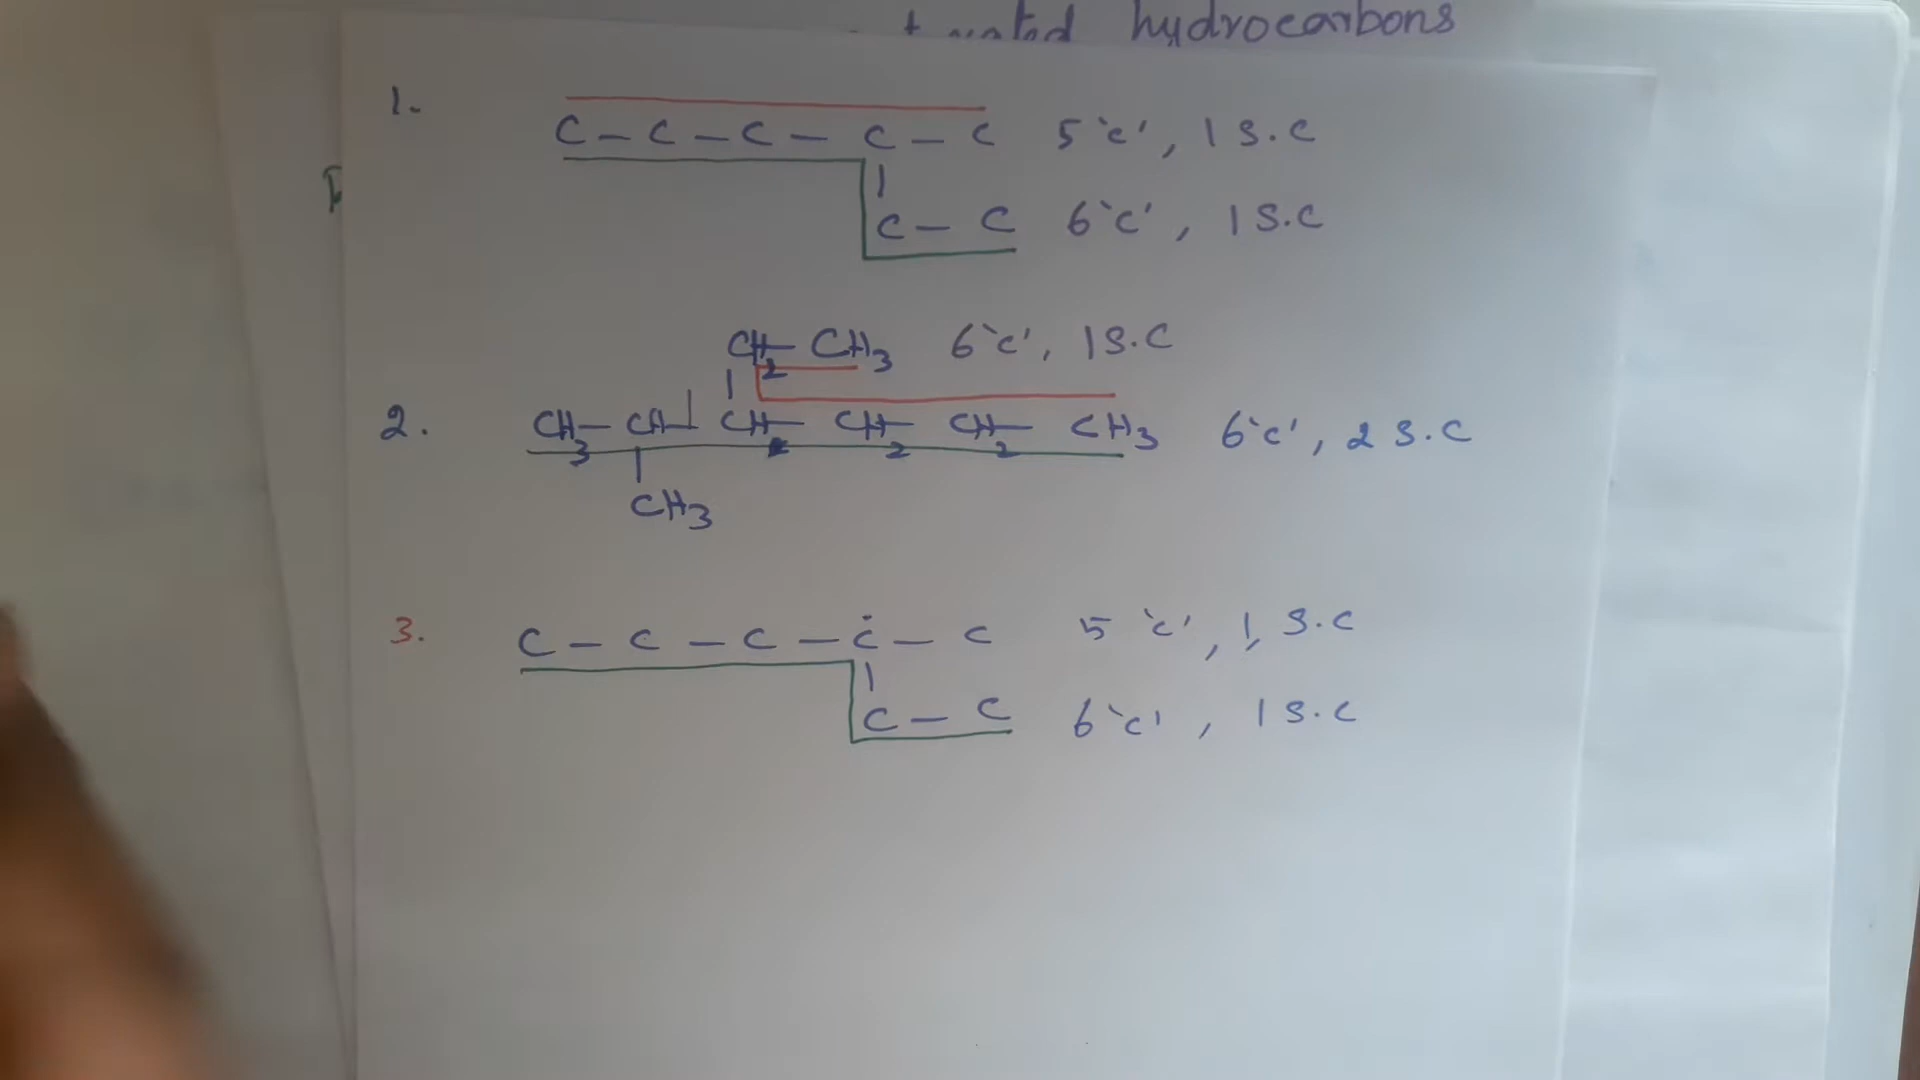 hydrocarbons
1. C - C - C - C - C 5 'c', 1 S.C
|
C - C 6 'c', 1 S.C
CH2 - CH3 6 'c', 1 S.C
|
2. CH3 - CH - CH - CH2 - CH2 - CH3 6 'c', 2 S.C
|
CH3
3. C - C - C - C - C 5 'c', 1, S.C
|
C - C 6 'c', 1 S.C